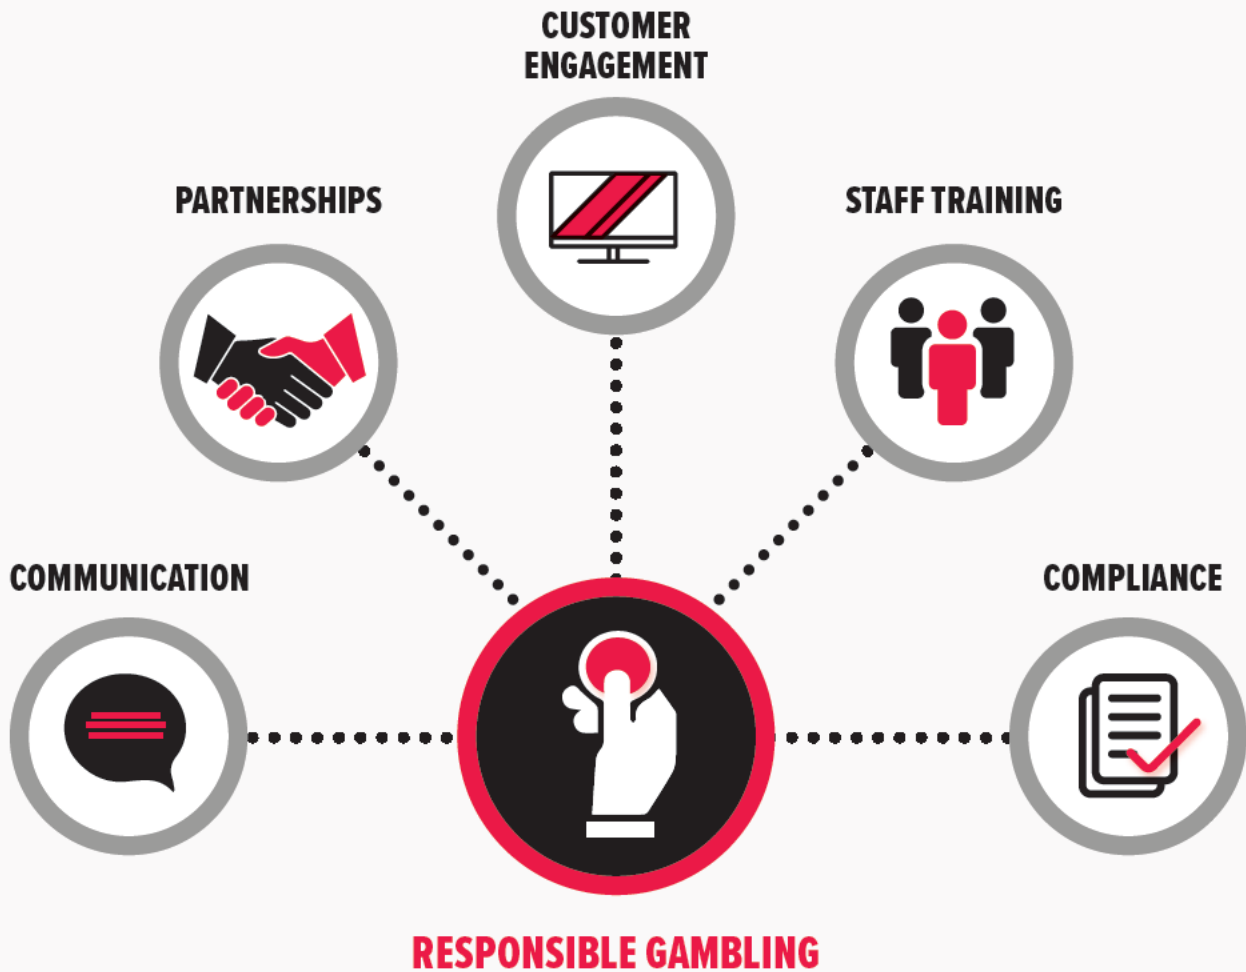 CUSTOMER
ENGAGEMENT
PARTNERSHIPS
STAFF TRAINING
COMMUNICATION
COMPLIANCE
RESPONSIBLE GAMBLING